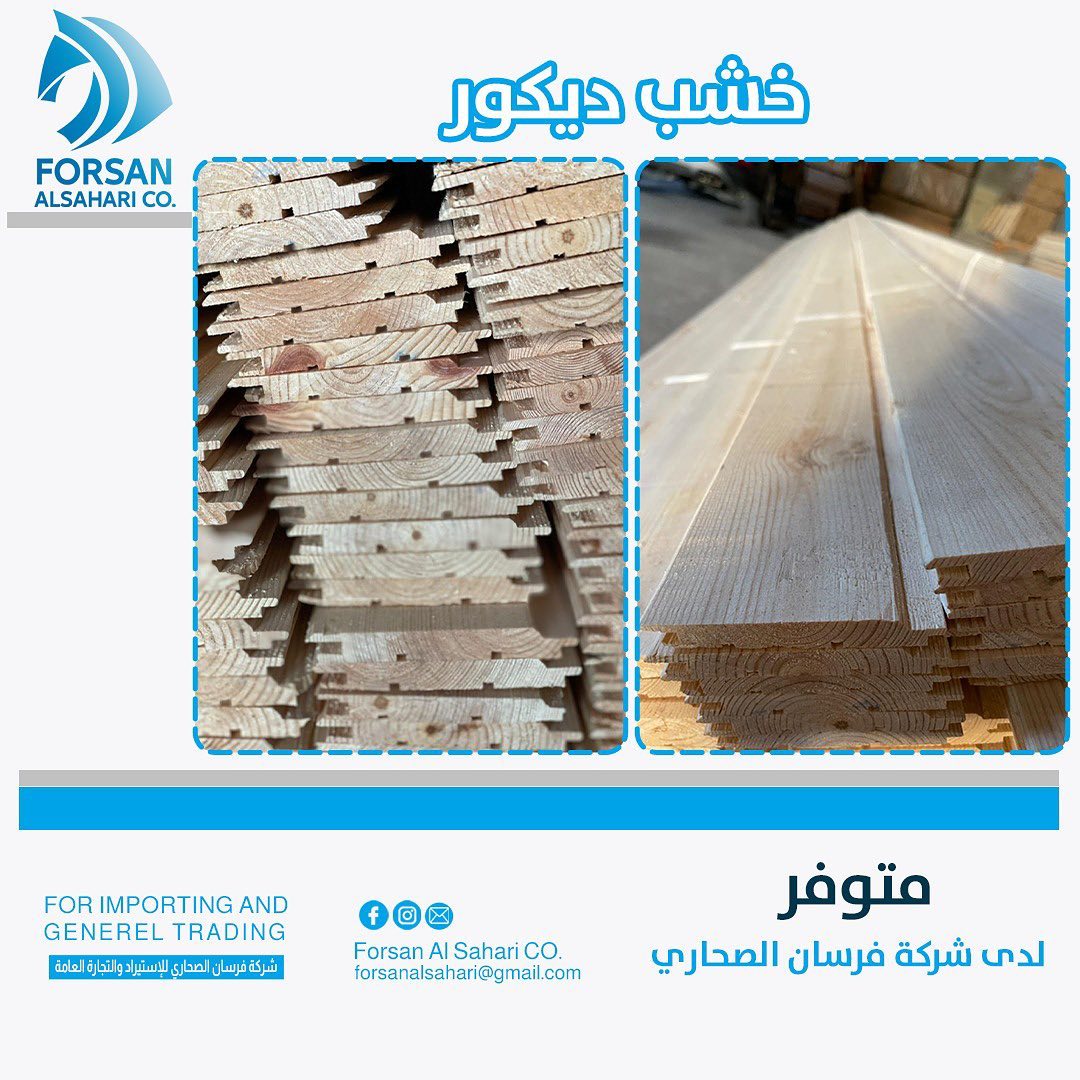 FORSAN
ALSAHARI CO.
خشب ديكور
متوفر
لدى شركة فرسان الصحاري
FOR IMPORTING AND
GENEREL TRADING
شركة فرسان الصحاري للإستيراد والتجارة العامة
Forsan Al Sahari CO.
forsanalsahari@gmail.com